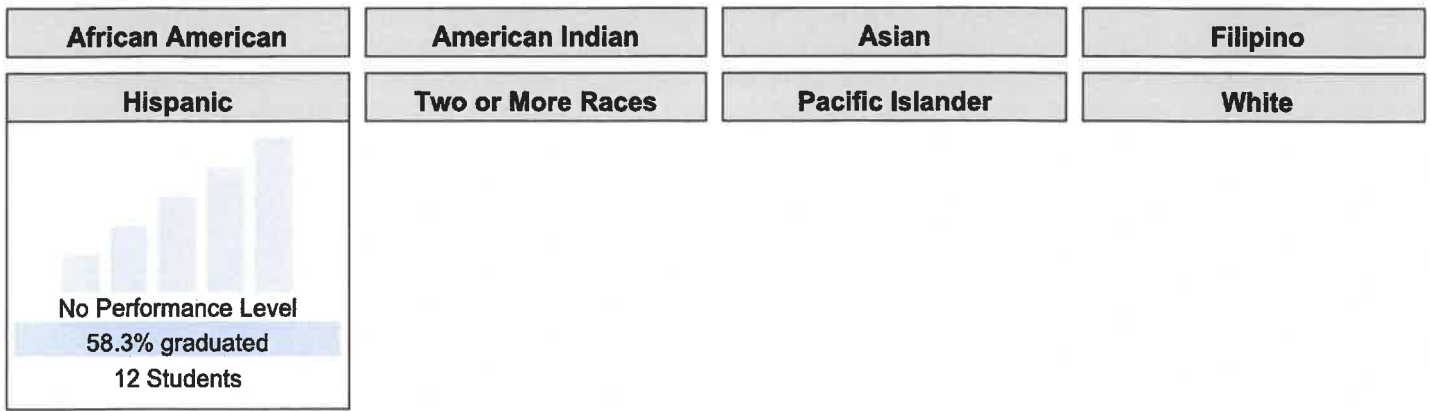 African American
American Indian
Asian
Filipino
Hispanic
Two or More Races
Pacific Islander
White
No Performance Level
58.3% graduated
12 Students